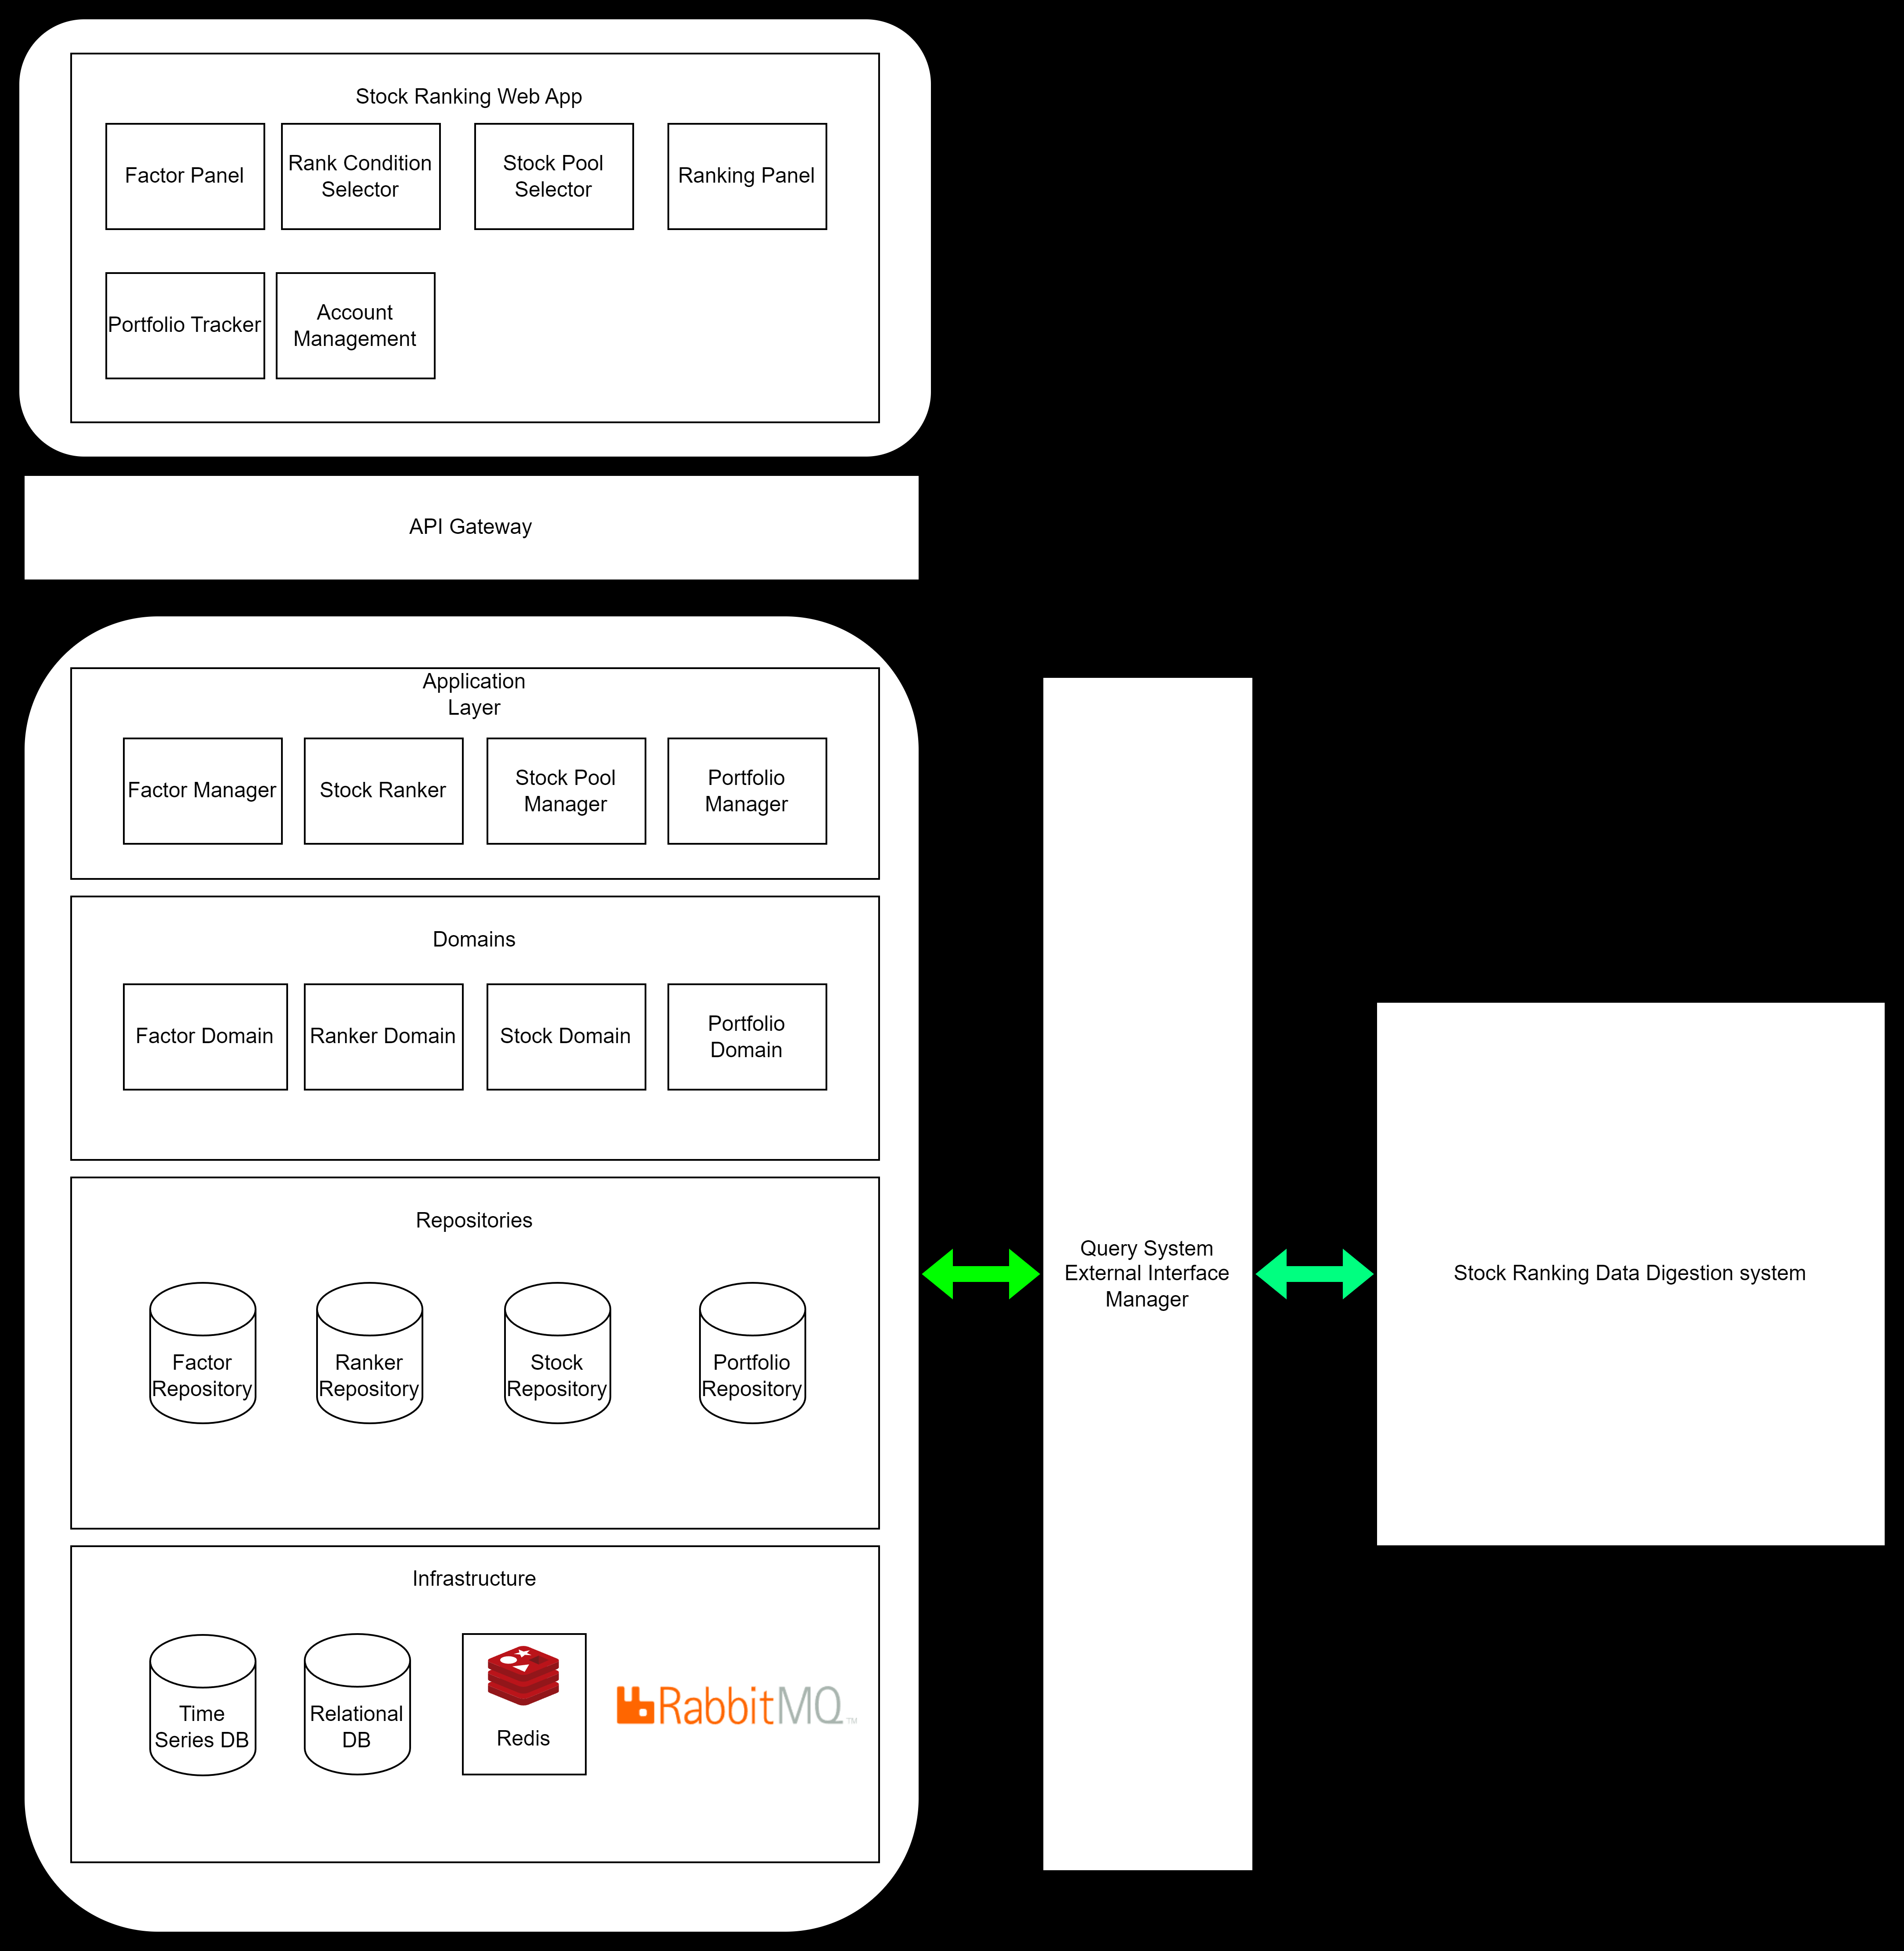 Stock Ranking Web App
Factor Panel
Rank Condition
Selector
Stock Pool
Selector
Ranking Panel
Portfolio Tracker
Account
Management
API Gateway
Application
Layer
Factor Manager
Stock Ranker
Stock Pool
Manager
Portfolio
Manager
Domains
Factor Domain
Ranker Domain
Stock Domain
Portfolio
Domain
Repositories
Factor
Repository
Ranker
Repository
Stock
Repository
Portfolio
Repository
Infrastructure
Time
Series DB
Relational
DB
Redis
RabbitMQ™
Query System
External Interface
Manager
Stock Ranking Data Digestion system